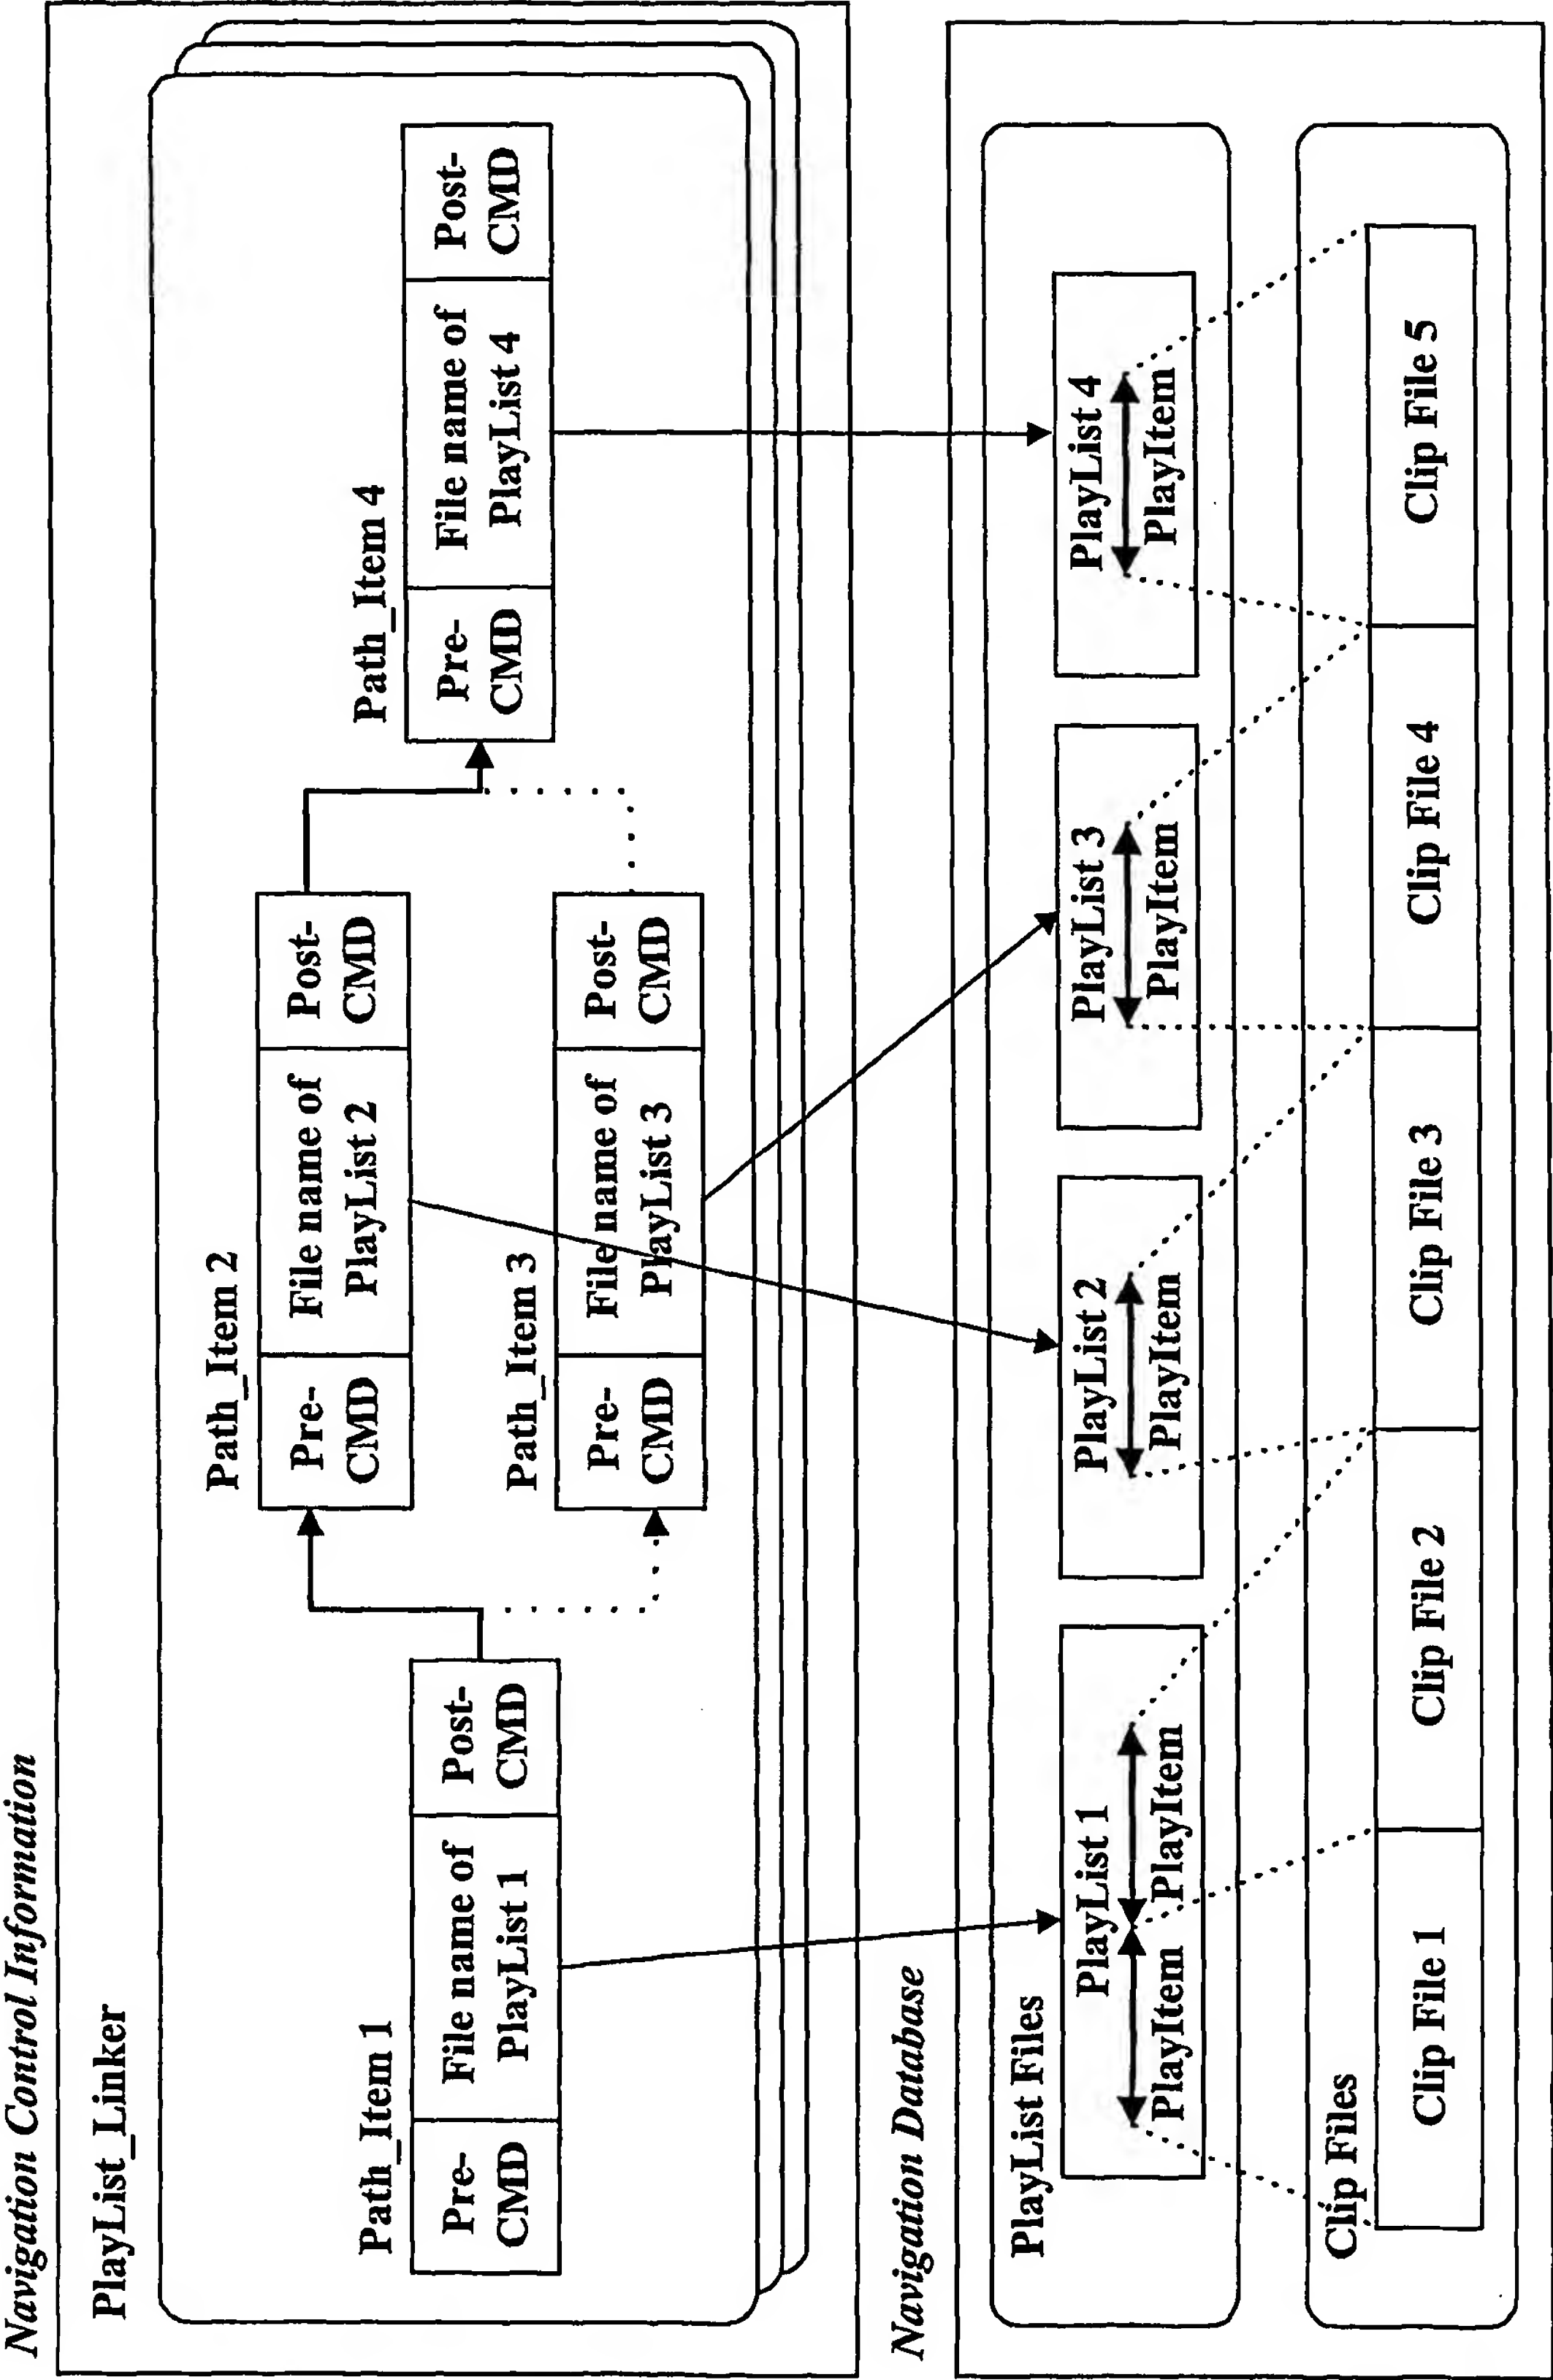 Navigation Control Information
PlayList_Linker
Path_Item 1
Pre-
CMD
File name of
PlayList 1
Post-
CMD
Path_Item 2
Pre-
CMD
File name of
PlayList 2
Post-
CMD
Path_Item 3
Pre-
CMD
File name of
PlayList 3
Post-
CMD
Path_Item 4
Pre-
CMD
File name of
PlayList 4
Post-
CMD
Navigation Database
PlayList Files
PlayList 1
PlayItem
PlayItem
PlayList 2
PlayItem
PlayList 3
PlayItem
PlayList 4
PlayItem
Clip Files
Clip File 1
Clip File 2
Clip File 3
Clip File 4
Clip File 5